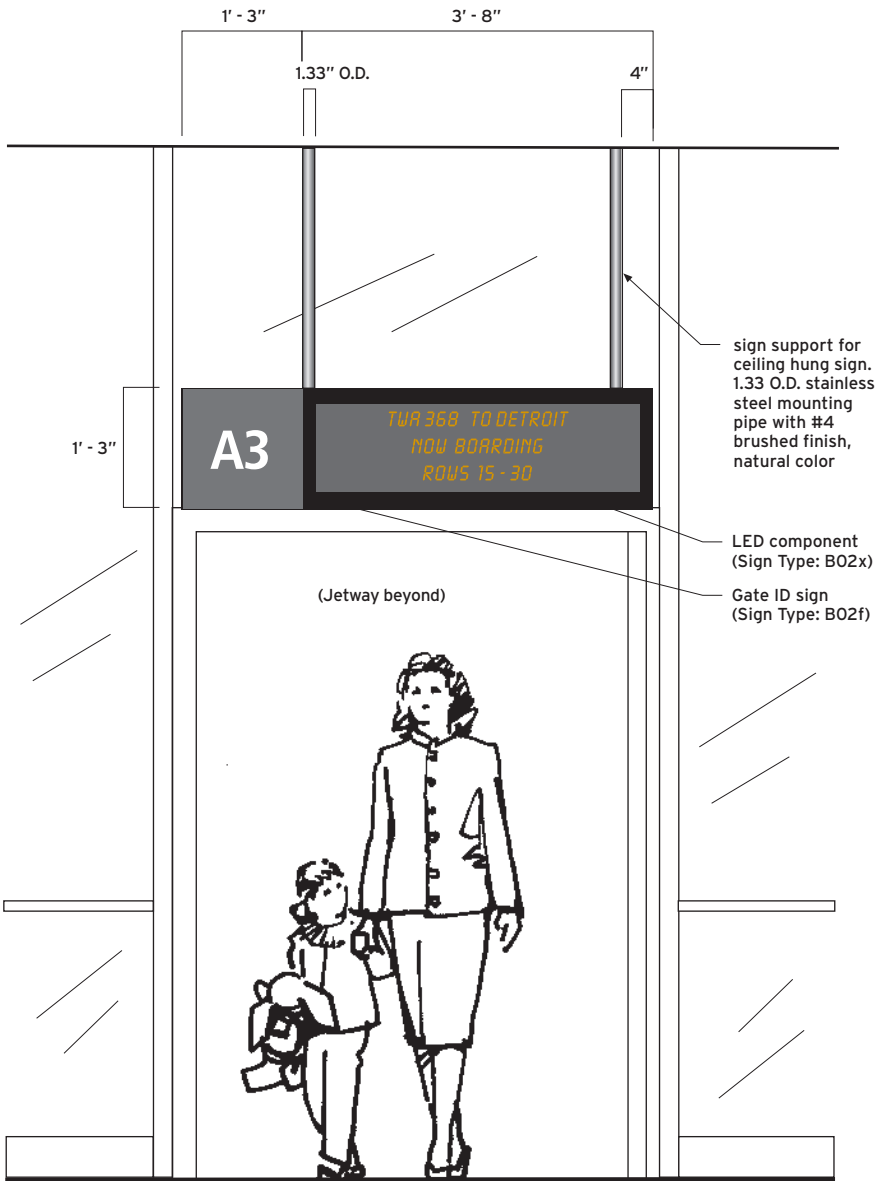 1' - 3"
3' - 8"
1.33" O.D.
4"
sign support for
ceiling hung sign.
1.33 O.D. stainless
steel mounting
pipe with #4
brushed finish,
natural color
1' - 3"
A3
TWA 368 TO DETROIT
NOW BOARDING
ROWS 15 - 30
LED component
(Sign Type: B02x)
Gate ID sign
(Sign Type: B02f)
(Jetway beyond)